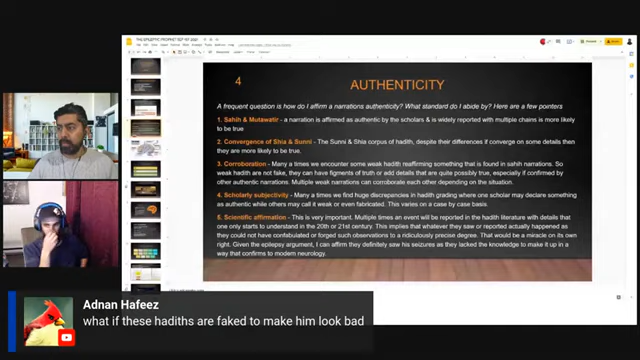 THE EPILEPTIC PROPHET SEP 1ST 2021
4
AUTHENTICITY
A frequent question is how do I affirm a narrations authenticity? What standard do I abide by? Here are a few pointers
1. Sahih & Mutawatir - a narration is affirmed as authentic by the scholars & is widely reported with multiple chains is more likely
to be true
2. Convergence of Shia & Sunni - The Sunni & Shia corpus of hadith, despite their differences if converge on some details then
they are more likely to be true.
3. Corroboration - Many a times we encounter some weak hadith reaffirming something that is found in sahih narrations. So
weak hadith are not fake, they can have figments of truth or add details that are quite possibly true, especially if confirmed
by other authentic narrations. Multiple weak narrations can corroborate each other depending on the situation.
4. Scholarly subjectivity - Many a times we find huge discrepancies in hadith grading where one scholar may declare something
as authentic while others may call it weak or even fabricated. This varies on a case by case basis.
5. Scientific affirmation - This is very important. Multiple times an event will be reported in the hadith literature with details that
one only starts to understand in the 20th or 21st century. This implies that whatever they saw or reported actually happened as
they could not have confabulated or forged such observations to a ridiculously precise degree. That would be a miracle on its own
right. Given the epilepsy argument, I can affirm they definitely saw his seizures as they lacked the knowledge to make it up in a
way that confirms to modern neurology.
Adnan Hafeez
what if these hadiths are faked to make him look bad